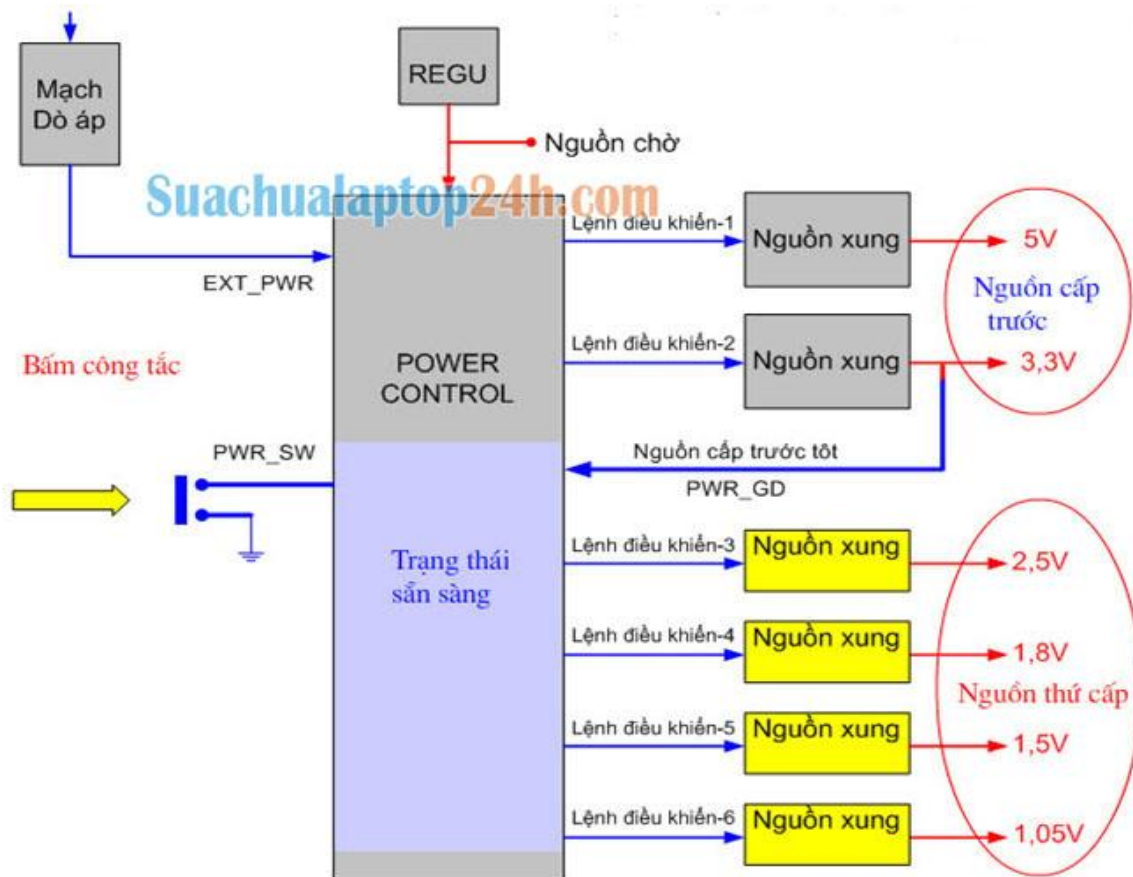 Mạch
Dò áp
REGU
Nguồn chờ
Suachualaptop24h.com
EXT_PWR
Lệnh điều khiển-1
Nguồn xung
5V
Nguồn cấp
trước
Lệnh điều khiển-2
Nguồn xung
3,3V
Bấm công tắc
POWER
CONTROL
PWR_SW
Nguồn cấp trước tôt
PWR_GD
Trạng thái
sẵn sàng
Lệnh điều khiển-3
Nguồn xung
2,5V
Lệnh điều khiển-4
Nguồn xung
1,8V
Nguồn thứ cấp
Lệnh điều khiển-5
Nguồn xung
1,5V
Lệnh điều khiển-6
Nguồn xung
1,05V